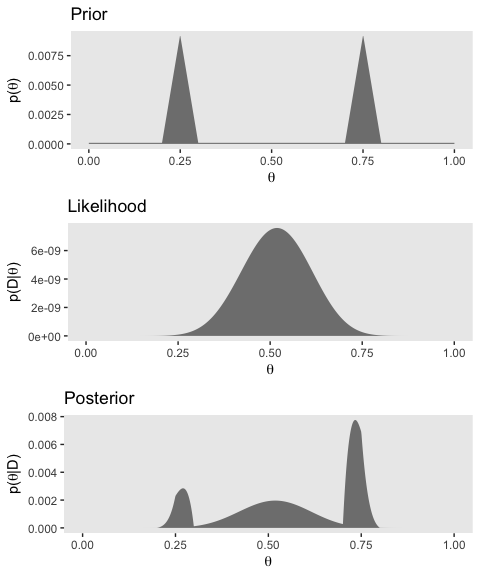 Prior
p(θ)
0.0075
0.0050
0.0025
0.0000
0.00 0.25 0.50 0.75 1.00
θ
Likelihood
p(D|θ)
6e-09
4e-09
2e-09
0e+00
0.00 0.25 0.50 0.75 1.00
θ
Posterior
p(θ|D)
0.008
0.006
0.004
0.002
0.000
0.00 0.25 0.50 0.75 1.00
θ